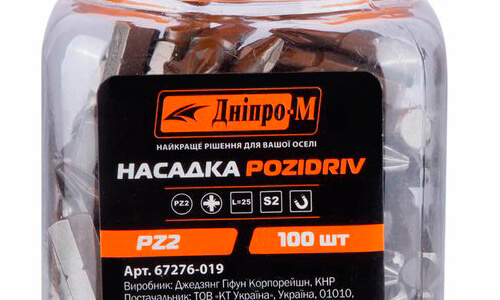 Дніпро-М
НАЙКРАЩЕ РІШЕННЯ ДЛЯ ВАШОЇ ОСЕЛІ
НАСАДКА POZIDRIV
PZ2 L=25 S2
PZ2 100 шт
Арт. 67276-019
Виробник: Джедзянг Гіфун Корпорейшн, КНР
Постачальник: ТОВ «КТ Україна», Україна, 01010,